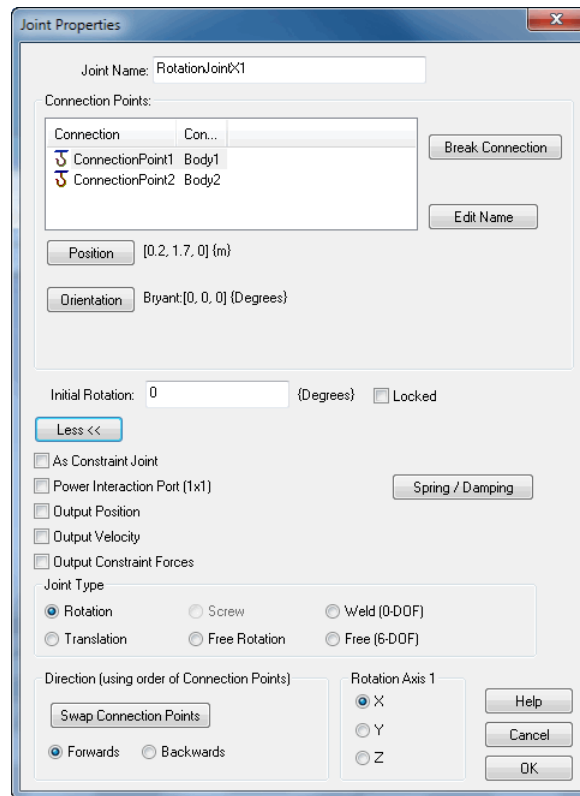 Joint Properties
Joint Name: RotationJointX1
Connection Points:
Connection Con...
ConnectionPoint1 Body1
ConnectionPoint2 Body2
Break Connection
Edit Name
Position [0.2, 1.7, 0] {m}
Orientation Bryant:[0, 0, 0] {Degrees}
Initial Rotation: 0 {Degrees} Locked
Less <<
As Constraint Joint
Power Interaction Port (1x1) Spring / Damping
Output Position
Output Velocity
Output Constraint Forces
Joint Type
Rotation Screw Weld (0-DOF)
Translation Free Rotation Free (6-DOF)
Direction (using order of Connection Points)
Swap Connection Points
Forwards Backwards
Rotation Axis 1
X
Y
Z
Help
Cancel
OK